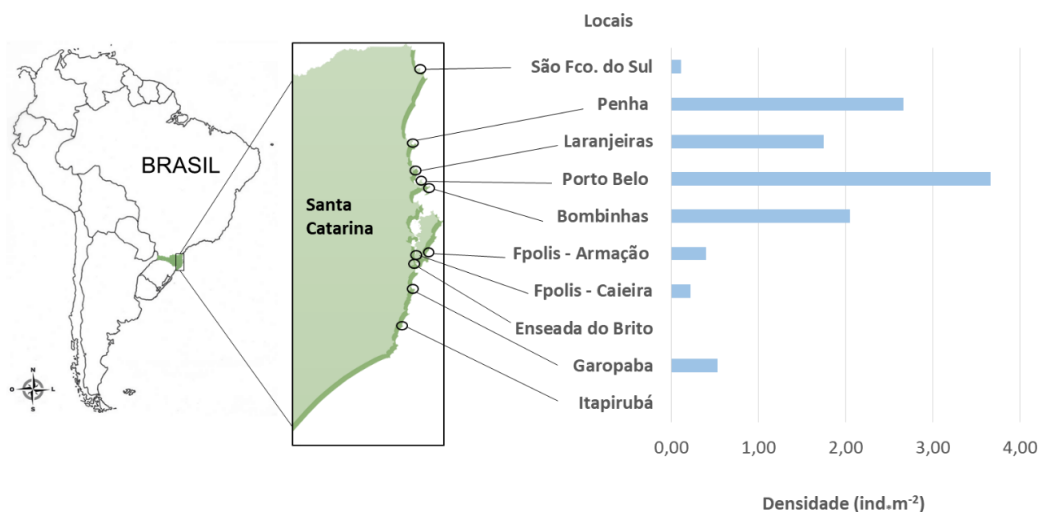 Locais
São Fco. do Sul
Penha
Laranjeiras
Porto Belo
Bombinhas
Fpolis - Armação
Fpolis - Caieira
Enseada do Brito
Garopaba
Itapirubá
BRASIL
Santa
Catarina
N
O L
S
0,00 1,00 2,00 3,00 4,00
Densidade (ind.m⁻²)